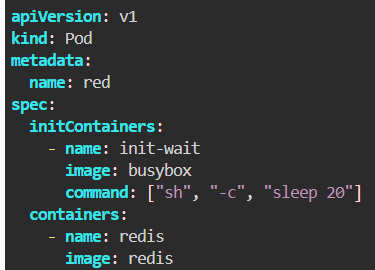 apiVersion: v1
kind: Pod
metadata:
  name: red
spec:
  initContainers:
    - name: init-wait
      image: busybox
      command: ["sh", "-c", "sleep 20"]
  containers:
    - name: redis
      image: redis